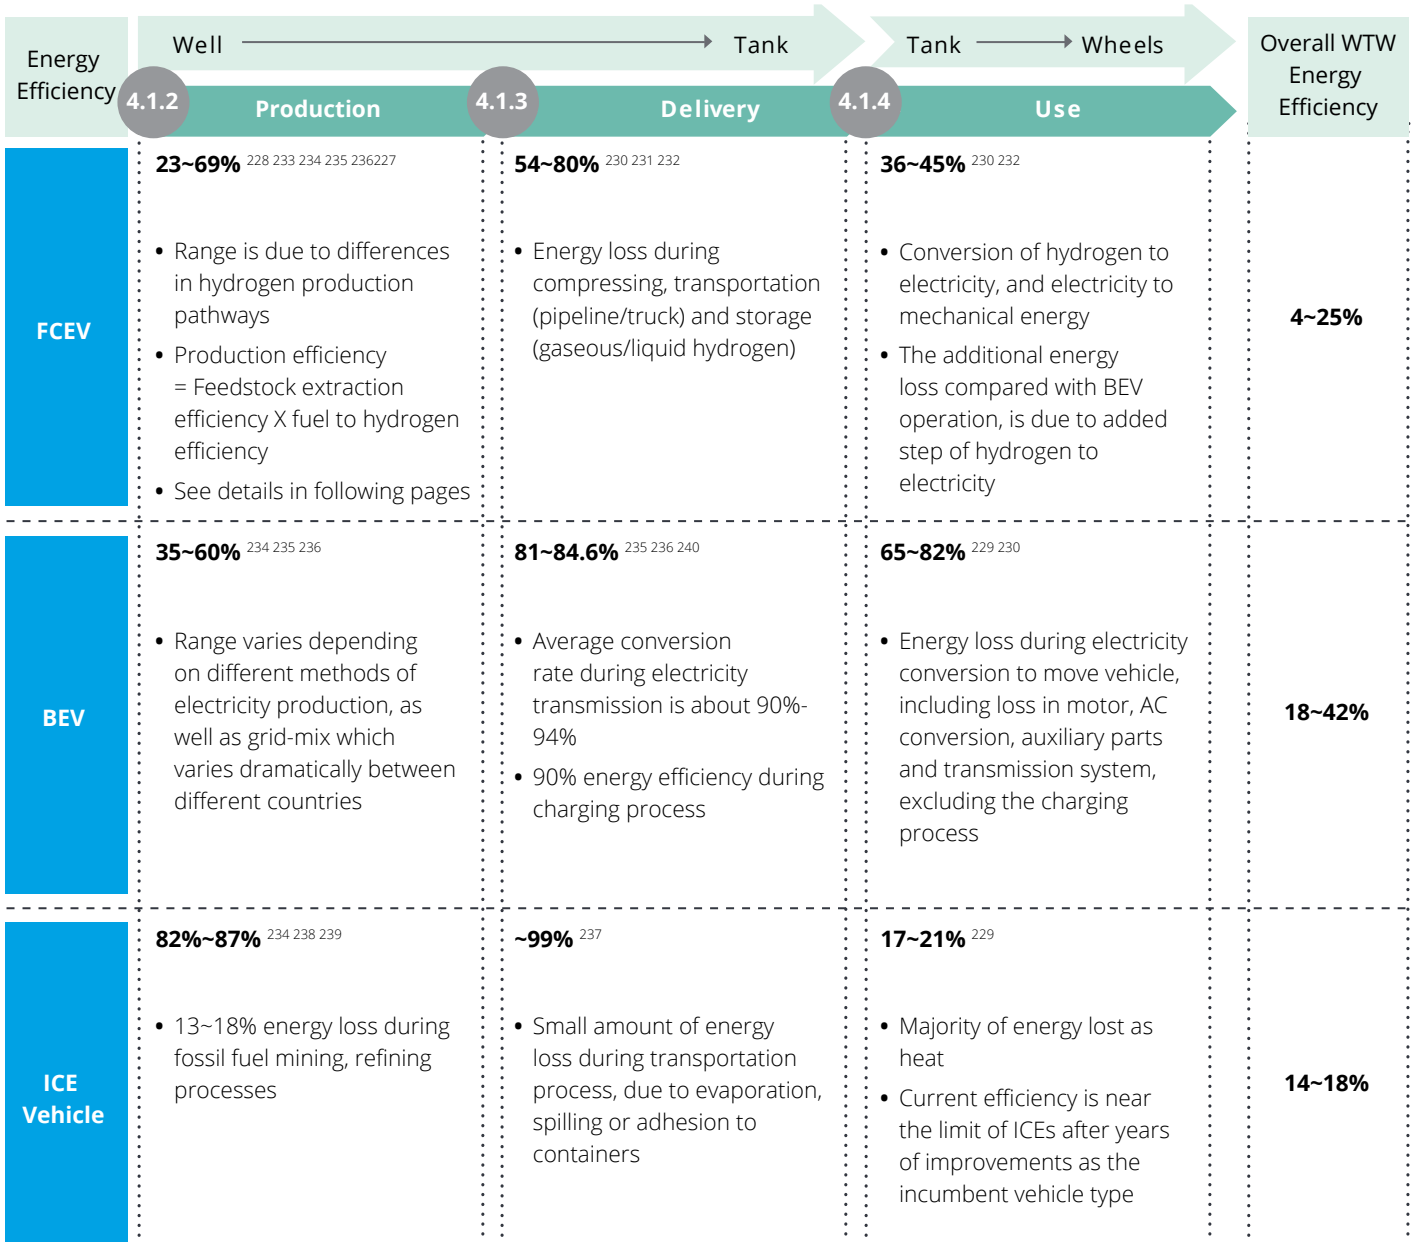 Energy
Efficiency
Well
Tank
Tank
Wheels
Overall WTW
Energy
Efficiency
4.1.2
Production
4.1.3
Delivery
4.1.4
Use
FCEV
23~69% 228 233 234 235 236227
• Range is due to differences
in hydrogen production
pathways
• Production efficiency
= Feedstock extraction
efficiency X fuel to hydrogen
efficiency
• See details in following pages
54~80% 230 231 232
• Energy loss during
compressing, transportation
(pipeline/truck) and storage
(gaseous/liquid hydrogen)
36~45% 230 232
• Conversion of hydrogen to
electricity, and electricity to
mechanical energy
• The additional energy
loss compared with BEV
operation, is due to added
step of hydrogen to
electricity
4~25%
BEV
35~60% 234 235 236
• Range varies depending
on different methods of
electricity production, as
well as grid-mix which
varies dramatically between
different countries
81~84.6% 235 236 240
• Average conversion
rate during electricity
transmission is about 90%-
94%
• 90% energy efficiency during
charging process
65~82% 229 230
• Energy loss during electricity
conversion to move vehicle,
including loss in motor, AC
conversion, auxiliary parts
and transmission system,
excluding the charging
process
18~42%
ICE
Vehicle
82%~87% 234 238 239
• 13~18% energy loss during
fossil fuel mining, refining
processes
~99% 237
• Small amount of energy
loss during transportation
process, due to evaporation,
spilling or adhesion to
containers
17~21% 229
• Majority of energy lost as
heat
• Current efficiency is near
the limit of ICEs after years
of improvements as the
incumbent vehicle type
14~18%